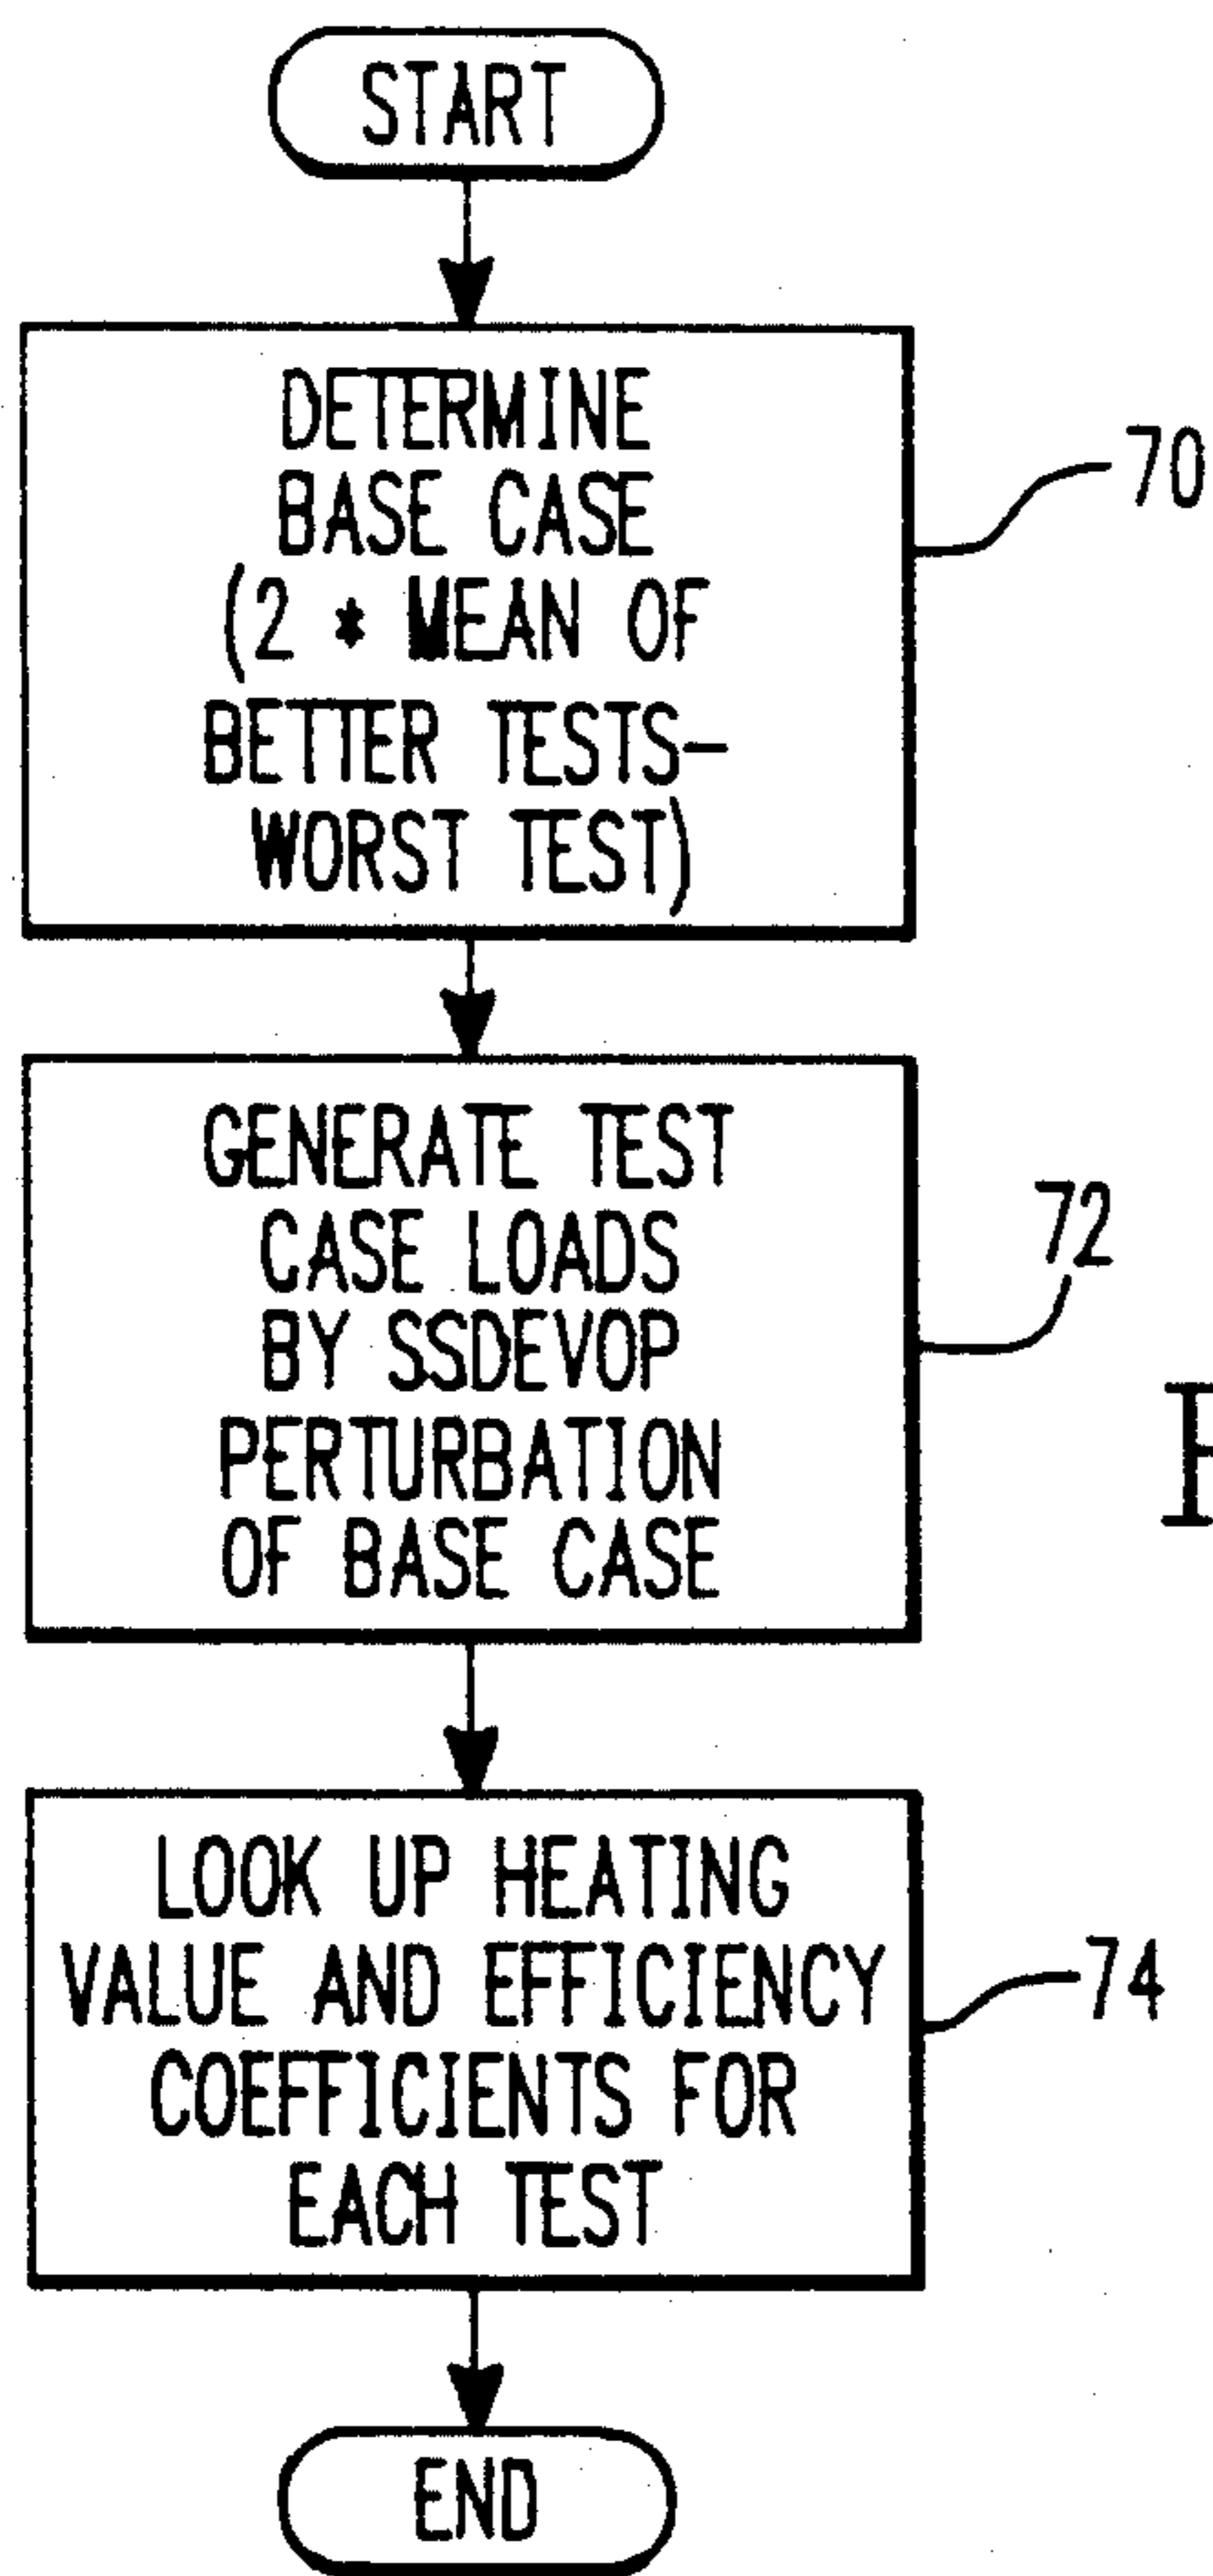 START
DETERMINE
BASE CASE
(2 * MEAN OF
BETTER TESTS-
WORST TEST)
70
GENERATE TEST
CASE LOADS
BY SSDEVOP
PERTURBATION
OF BASE CASE
72
LOOK UP HEATING
VALUE AND EFFICIENCY
COEFFICIENTS FOR
EACH TEST
74
END